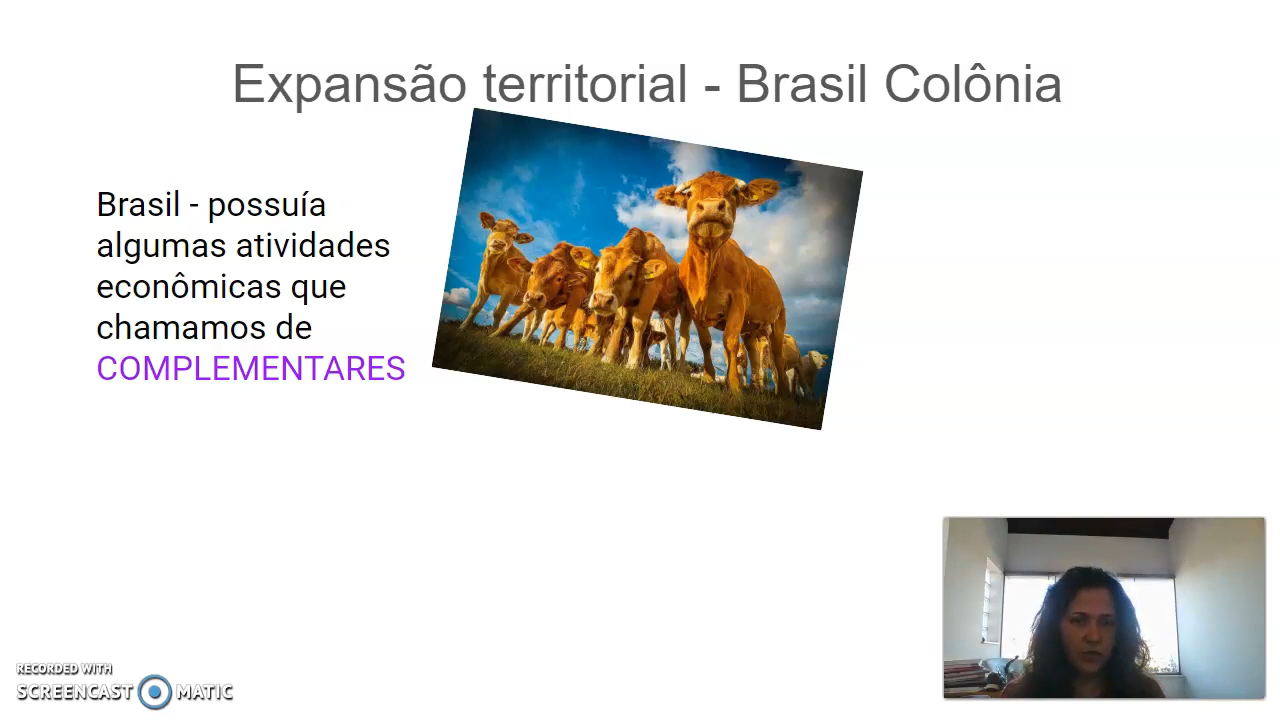 Expansão territorial - Brasil Colônia
Brasil - possuía
algumas atividades
econômicas que
chamamos de
COMPLEMENTARES
RECORDED WITH
SCREENCAST MATIC